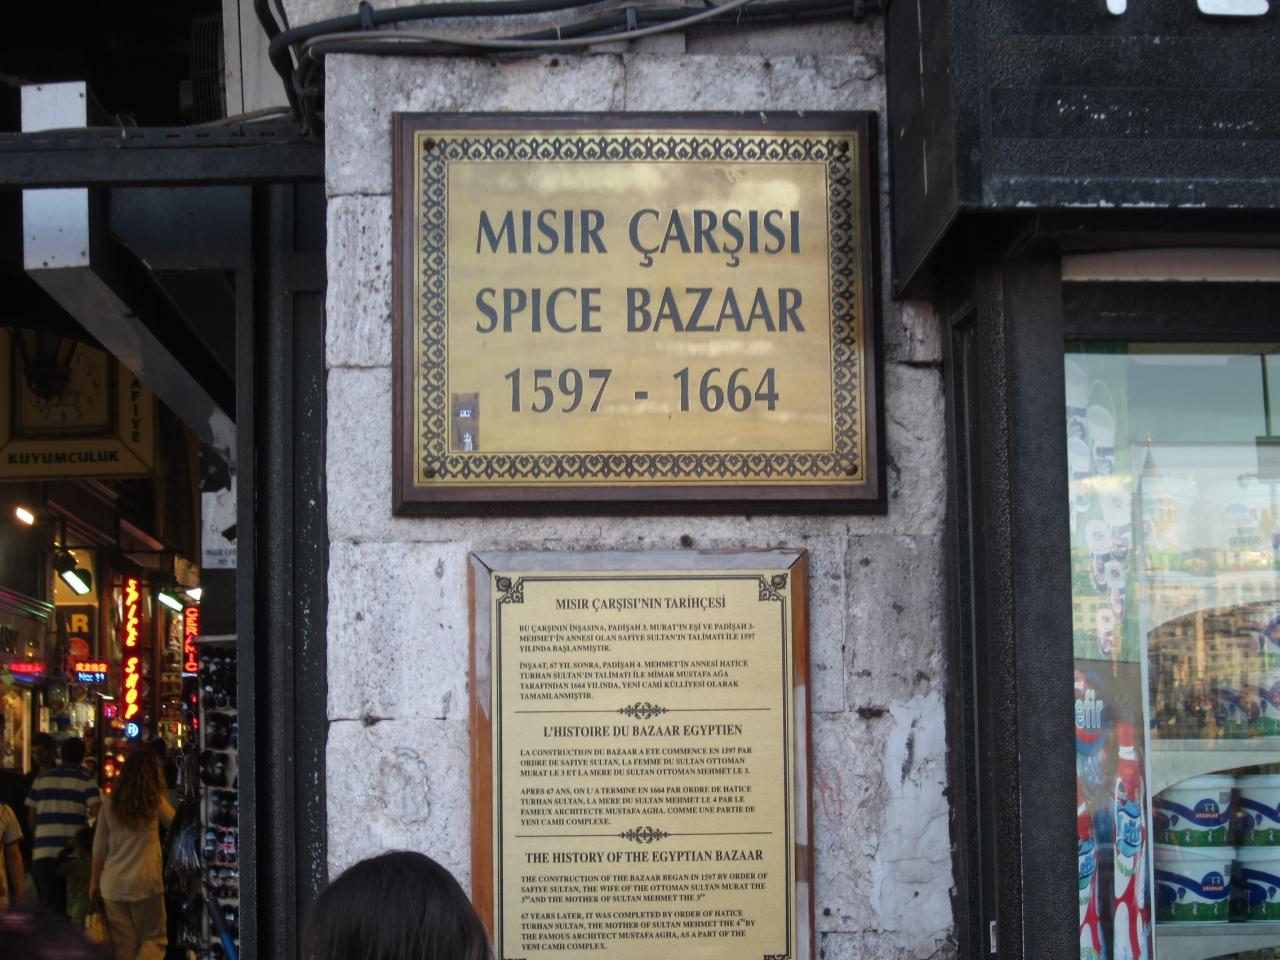 MISIR ÇARŞISI
SPICE BAZAAR
1597 - 1664
MISIR ÇARŞISI'NIN TARİHÇESİ
BU ÇARŞININ İNŞASINA, PADİŞAH 3. MURAT'IN EŞİ VE PADİŞAH 3-
MEHMET'İN ANNESİ OLAN SAFİYE SULTAN'IN TALİMATI İLE 1597
YILINDA BAŞLANMIŞTIR.
İNŞAAT, 67 YIL SONRA, PADİŞAH 4. MEHMET'İN ANNESİ HATİCE
TURHAN SULTAN'IN TALİMATI İLE MİMAR MUSTAFA AĞA
TARAFINDAN 1664 YILINDA, YENİ CAMİ KÜLLİYESİ OLARAK
TAMAMLANMIŞTIR.
L'HISTOIRE DU BAZAAR EGYPTIEN
LA CONSTRUCTION DU BAZAAR A ETE COMMENCE EN 1597 PAR
ORDRE DE SAFIYE SULTAN, LA FEMME DU SULTAN OTTOMAN
MURAT LE 3 ET LA MERE DU SULTAN OTTOMAN MEHMET LE 3.
APRES 67 ANS, ON L'A TERMINE EN 1664 PAR ORDRE DE HATICE
TURHAN SULTAN, LA MERE DU SULTAN MEHMET LE 4 PAR LE
FAMEUX ARCHITECTE MUSTAFA AGHA. COMME UNE PARTIE DE
YENI CAMII COMPLEXE.
THE HISTORY OF THE EGYPTIAN BAZAAR
THE CONSTRUCTION OF THE BAZAAR BEGAN IN 1597 BY ORDER OF
SAFIYE SULTAN, THE WIFE OF THE OTTOMAN SULTAN MURAT THE
3RD AND THE MOTHER OF SULTAN MEHMET THE 3RD
67 YEARS LATER, IT WAS COMPLETED BY ORDER OF HATICE
TURHAN SULTAN, THE MOTHER OF SULTAN MEHMET THE 4TH BY
THE FAMOUS ARCHITECT MUSTAFA AGHA, AS A PART OF THE
YENI CAMII COMPLEX.
AFİYE
KUYUMCULUK
SPICE SHOP
CERAMIC
efir